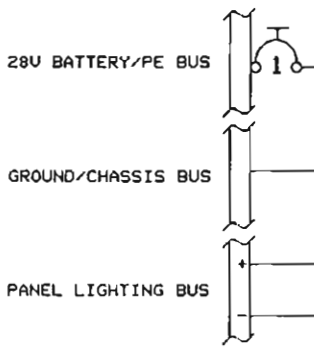 28V BATTERY/PE BUS
1
GROUND/CHASSIS BUS
+
PANEL LIGHTING BUS
-